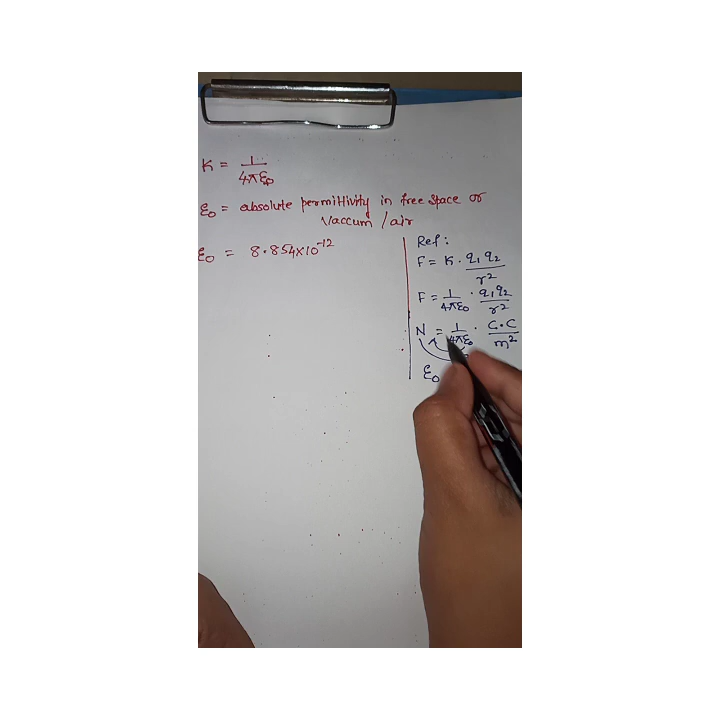 K = 1/4πε₀
ε₀ = absolute permittivity in free space or
Vaccum / air
ε₀ = 8.854×10⁻¹²
Ref :
F = K · q₁q₂/r²
F = 1/4πε₀ · q₁q₂/r²
N = 1/4πε₀ · C·C/m²
ε₀